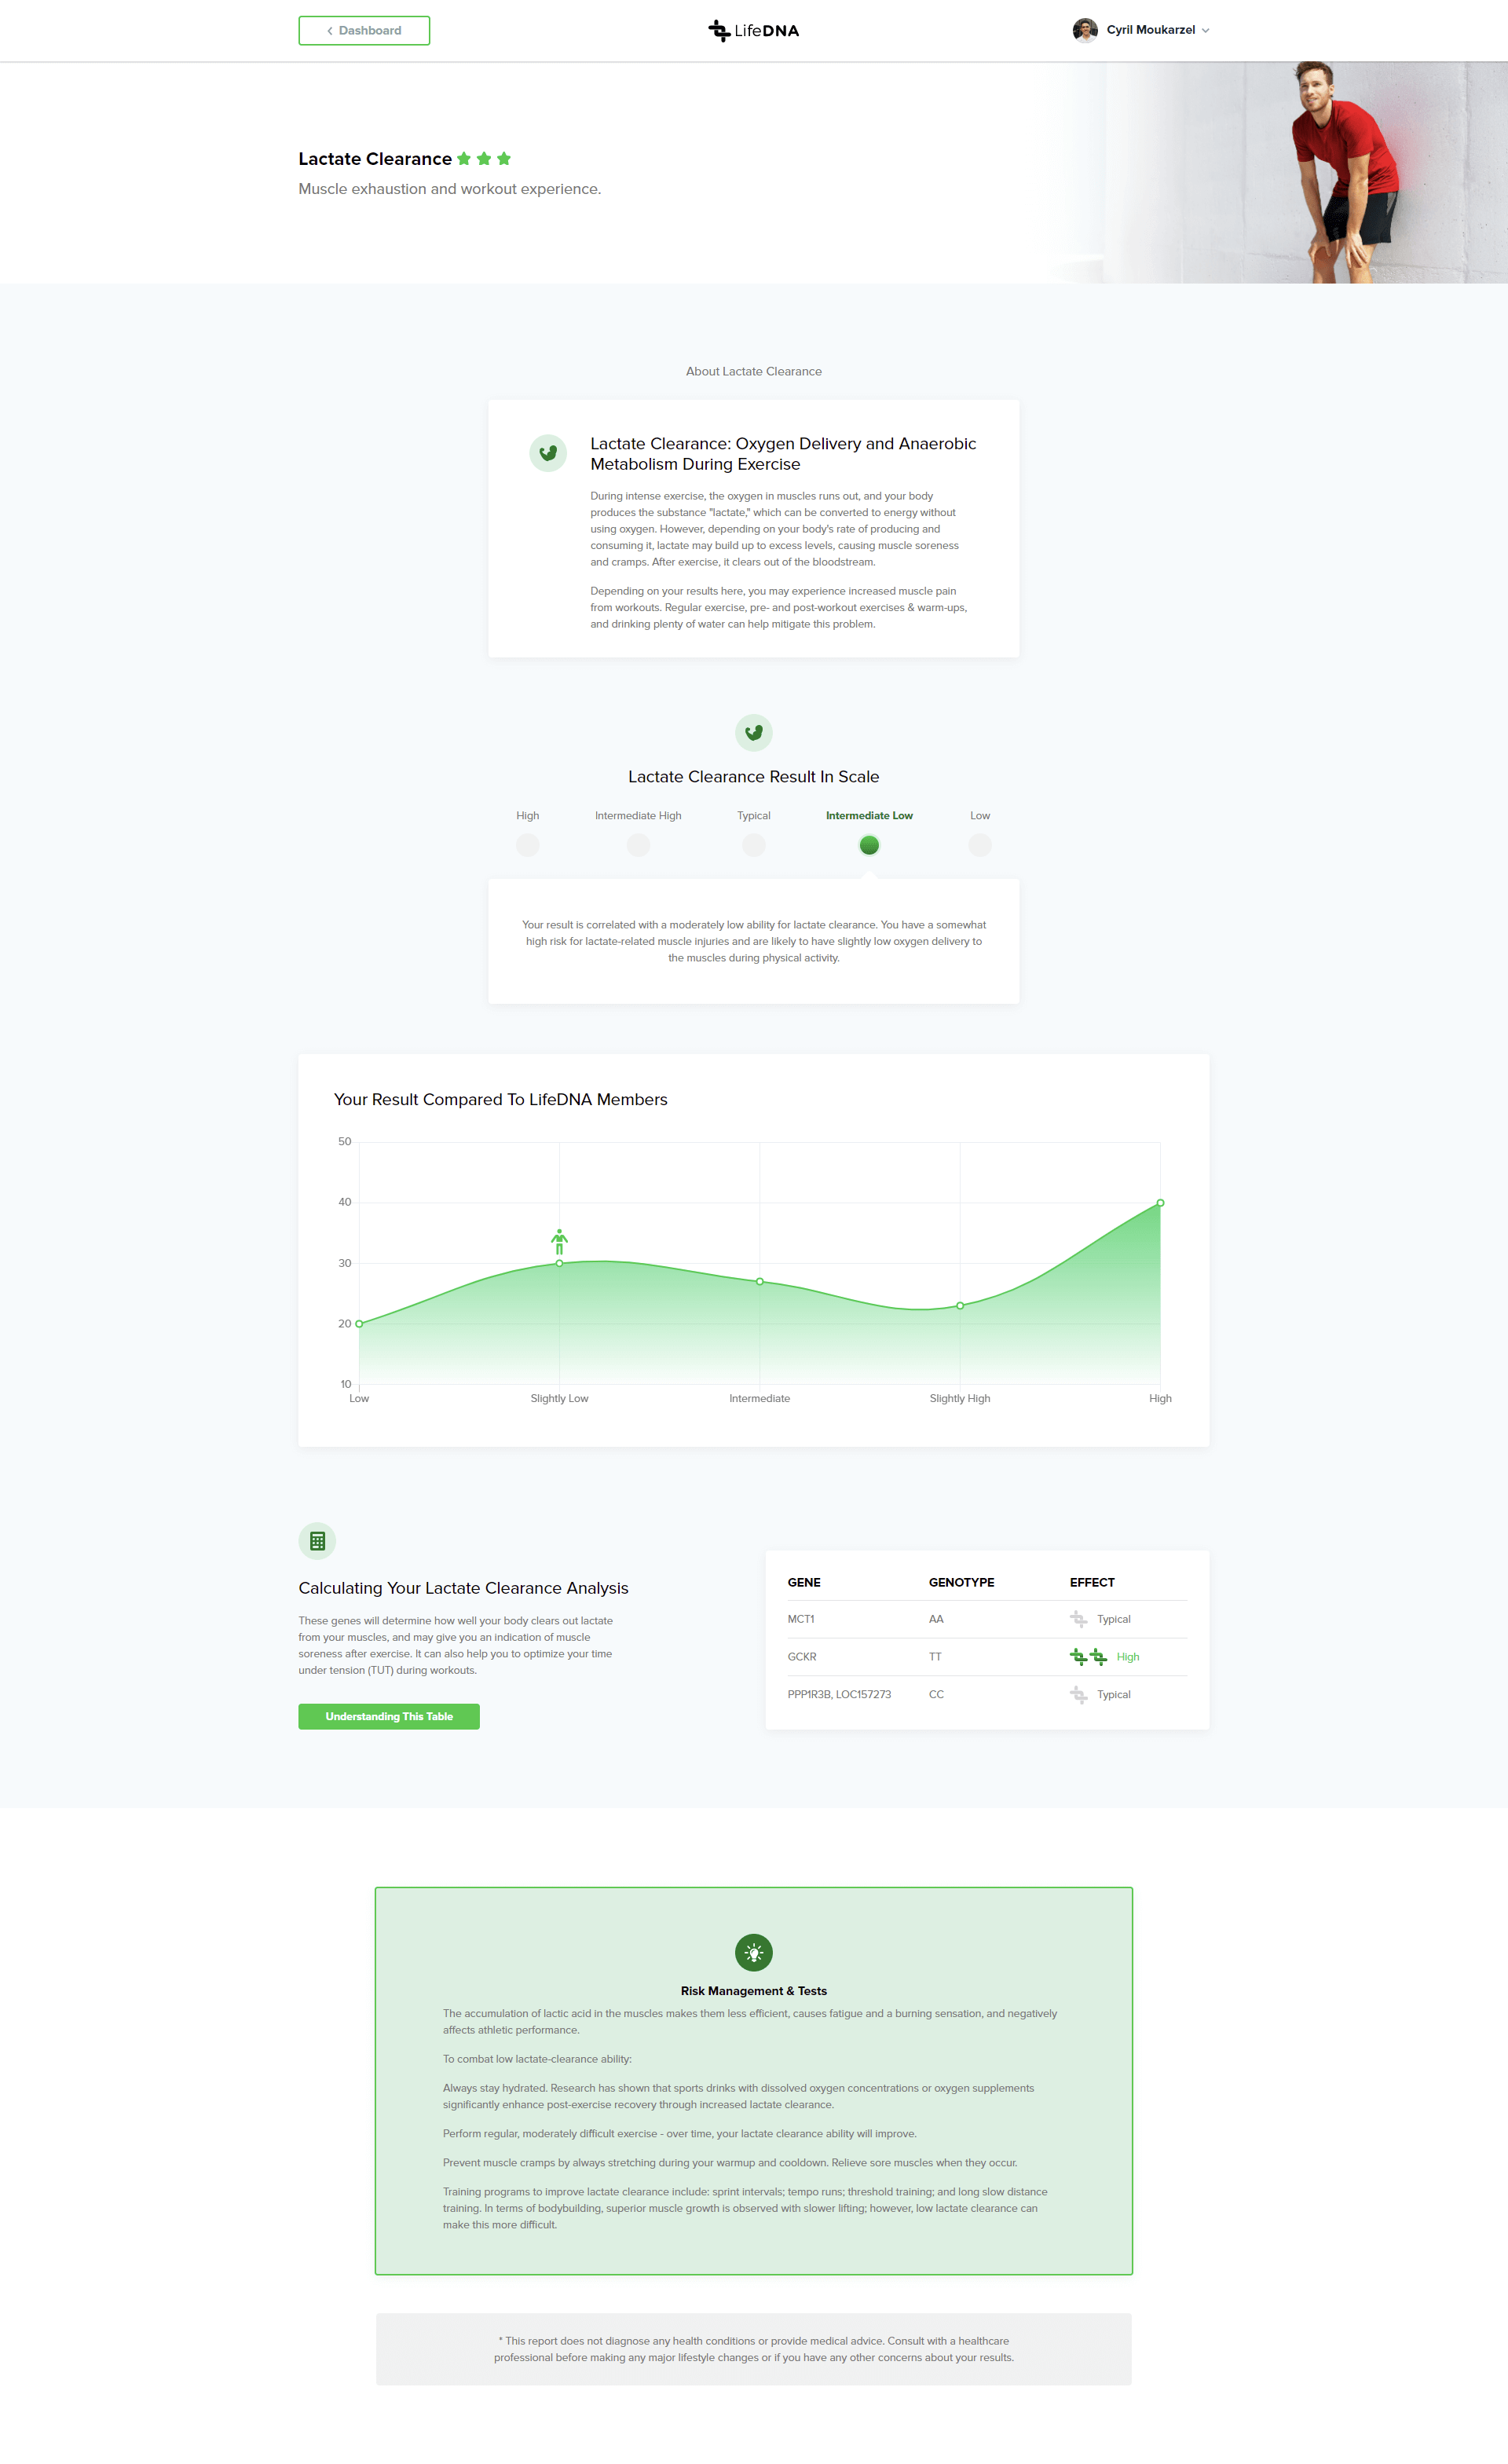 Dashboard
LifeDNA
Cyril Moukarzel
Lactate Clearance
Muscle exhaustion and workout experience.
About Lactate Clearance
Lactate Clearance: Oxygen Delivery and Anaerobic
Metabolism During Exercise
During intense exercise, the oxygen in muscles runs out, and your body
produces the substance "lactate," which can be converted to energy without
using oxygen. However, depending on your body's rate of producing and
consuming it, lactate may build up to excess levels, causing muscle soreness
and cramps. After exercise, it clears out of the bloodstream.
Depending on your results here, you may experience increased muscle pain
from workouts. Regular exercise, pre- and post-workout exercises & warm-ups,
and drinking plenty of water can help mitigate this problem.
Lactate Clearance Result In Scale
High Intermediate High Typical Intermediate Low Low
Your result is correlated with a moderately low ability for lactate clearance. You have a somewhat
high risk for lactate-related muscle injuries and are likely to have slightly low oxygen delivery to
the muscles during physical activity.
Your Result Compared To LifeDNA Members
50
40
30
20
10
Low Slightly Low Intermediate Slightly High High
Calculating Your Lactate Clearance Analysis
These genes will determine how well your body clears out lactate
from your muscles, and may give you an indication of muscle
soreness after exercise. It can also help you to optimize your time
under tension (TUT) during workouts.
Understanding This Table
GENE GENOTYPE EFFECT
MCT1 AA Typical
GCKR TT High
PPP1R3B, LOC157273 CC Typical
Risk Management & Tests
The accumulation of lactic acid in the muscles makes them less efficient, causes fatigue and a burning sensation, and negatively
affects athletic performance.
To combat low lactate-clearance ability:
Always stay hydrated. Research has shown that sports drinks with dissolved oxygen concentrations or oxygen supplements
significantly enhance post-exercise recovery through increased lactate clearance.
Perform regular, moderately difficult exercise - over time, your lactate clearance ability will improve.
Prevent muscle cramps by always stretching during your warmup and cooldown. Relieve sore muscles when they occur.
Training programs to improve lactate clearance include: sprint intervals; tempo runs; threshold training; and long slow distance
training. In terms of bodybuilding, superior muscle growth is observed with slower lifting; however, low lactate clearance can
make this more difficult.
* This report does not diagnose any health conditions or provide medical advice. Consult with a healthcare
professional before making any major lifestyle changes or if you have any other concerns about your results.